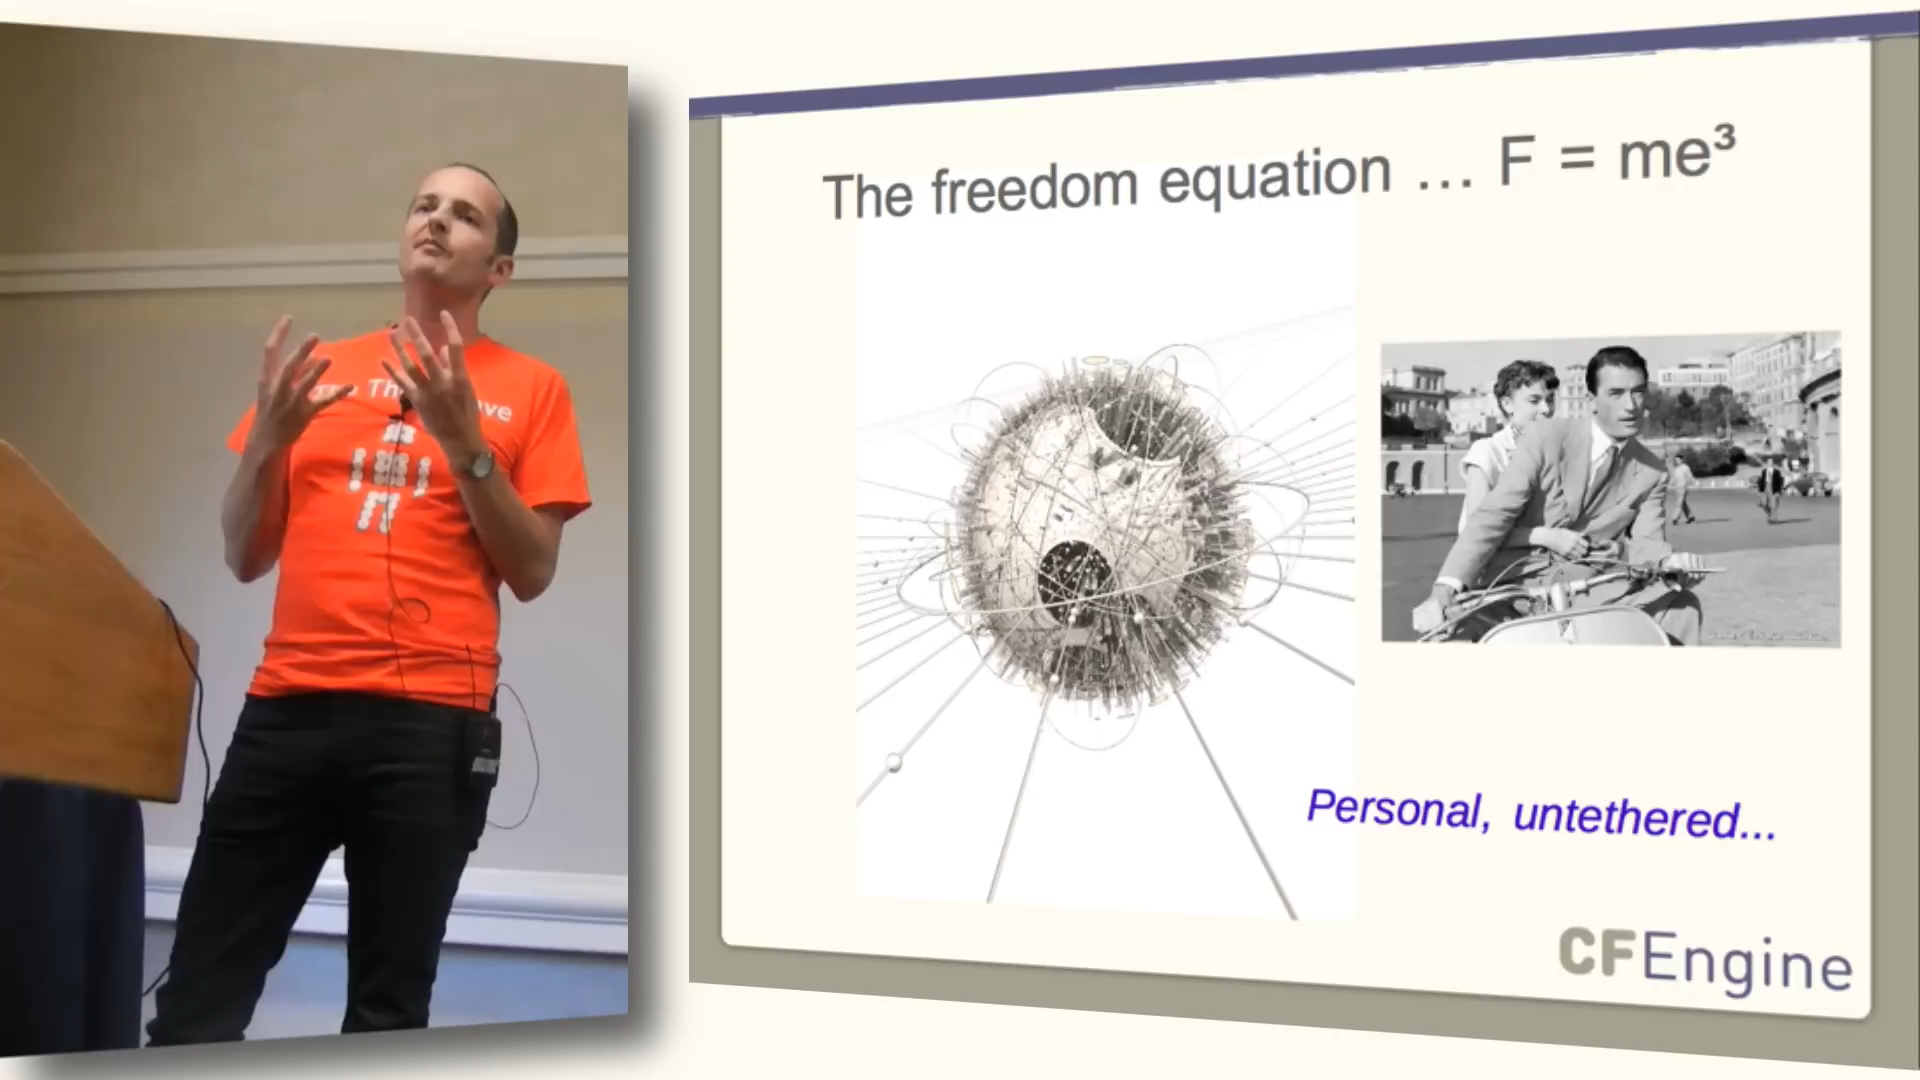 The freedom equation … F = me³
Personal, untethered...
CFEngine